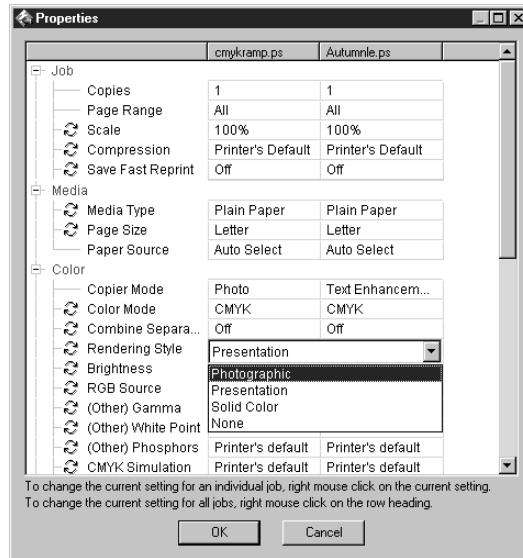 Properties
cmykramp.ps Autumnle.ps
Job
Copies 1 1
Page Range All All
Scale 100% 100%
Compression Printer's Default Printer's Default
Save Fast Reprint Off Off
Media
Media Type Plain Paper Plain Paper
Page Size Letter Letter
Paper Source Auto Select Auto Select
Color
Copier Mode Photo Text Enhancem...
Color Mode CMYK CMYK
Combine Separa... Off Off
Rendering Style Presentation
Brightness Photographic
RGB Source Presentation
(Other) Gamma Solid Color
(Other) White Point None
(Other) Phosphors Printer's default Printer's default
CMYK Simulation Printer's default Printer's default
To change the current setting for an individual job, right mouse click on the current setting.
To change the current setting for all jobs, right mouse click on the row heading.
OK Cancel